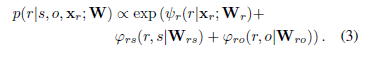 p(r|s, o, x_r; W) ∝ exp (ψ_r(r|x_r; W_r)+
φ_rs(r, s|W_rs) + φ_ro(r, o|W_ro)) . (3)